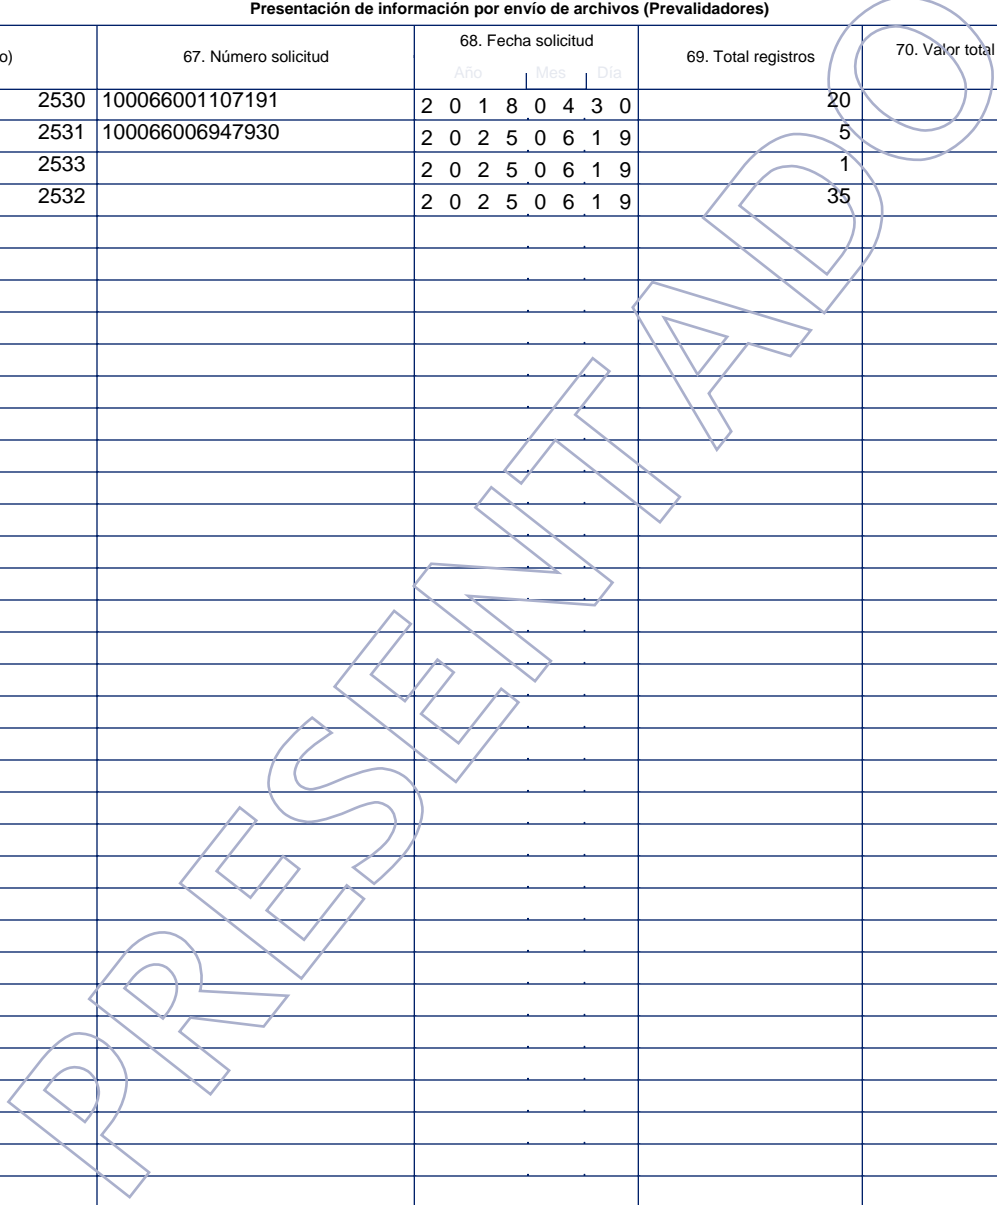 Presentación de información por envío de archivos (Prevalidadores)
o) 67. Número solicitud 68. Fecha solicitud 69. Total registros 70. Valor total
Año Mes Día
2530 100066001107191 2 0 1 8 0 4 3 0 20
2531 100066006947930 2 0 2 5 0 6 1 9 5
2533 2 0 2 5 0 6 1 9 1
2532 2 0 2 5 0 6 1 9 35
PRESENTADO